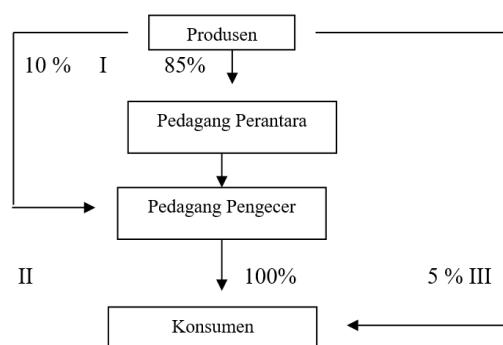 Produsen
10 % I 85%
Pedagang Perantara
Pedagang Pengecer
II 100% 5 % III
Konsumen